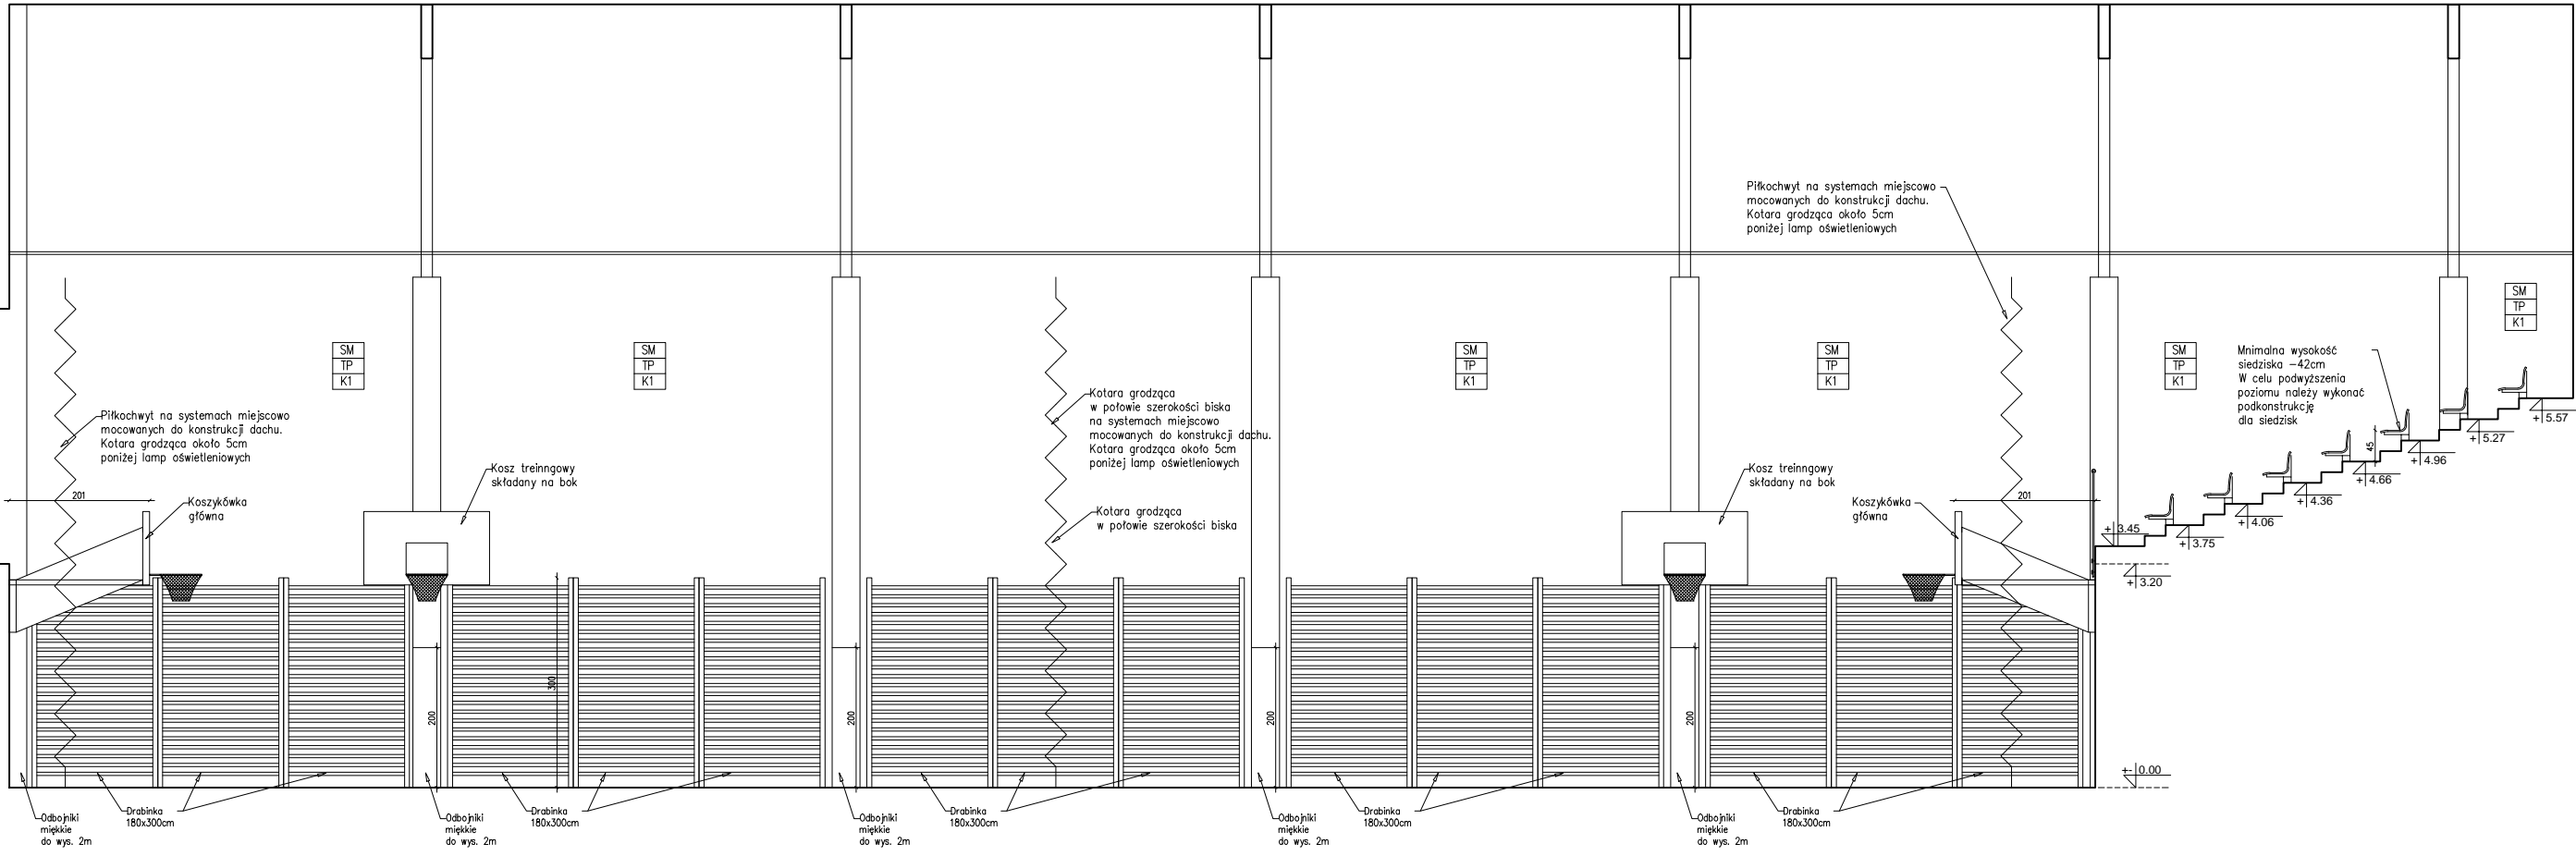 Piłkochwyt na systemach miejscowo
mocowanych do konstrukcji dachu.
Kotara grodząca około 5cm
poniżej lamp oświetleniowych
SM
TP
K1
SM
TP
K1
SM
TP
K1
SM
TP
K1
SM
TP
K1
SM
TP
K1
Mnimalna wysokość
siedziska -42cm
W celu podwyższenia
poziomu należy wykonać
podkonstrukcję
dla siedzisk
Piłkochwyt na systemach miejscowo
mocowanych do konstrukcji dachu.
Kotara grodząca około 5cm
poniżej lamp oświetleniowych
Kotara grodząca
w połowie szerokości biska
na systemach miejscowo
mocowanych do konstrukcji dachu.
Kotara grodząca około 5cm
poniżej lamp oświetleniowych
Kosz treinngowy
składany na bok
Kosz treinngowy
składany na bok
201
Koszykówka
główna
Kotara grodząca
w połowie szerokości biska
Koszykówka
główna
201
45
+ 5.57
+ 5.27
+ 4.96
+ 4.66
+ 4.36
+ 4.06
+ 3.75
+ 3.45
+ 3.20
300
200
200
200
200
+- 0.00
Odbojniki
miękkie
do wys. 2m
Drabinka
180x300cm
Odbojniki
miękkie
do wys. 2m
Drabinka
180x300cm
Odbojniki
miękkie
do wys. 2m
Drabinka
180x300cm
Odbojniki
miękkie
do wys. 2m
Drabinka
180x300cm
Odbojniki
miękkie
do wys. 2m
Drabinka
180x300cm